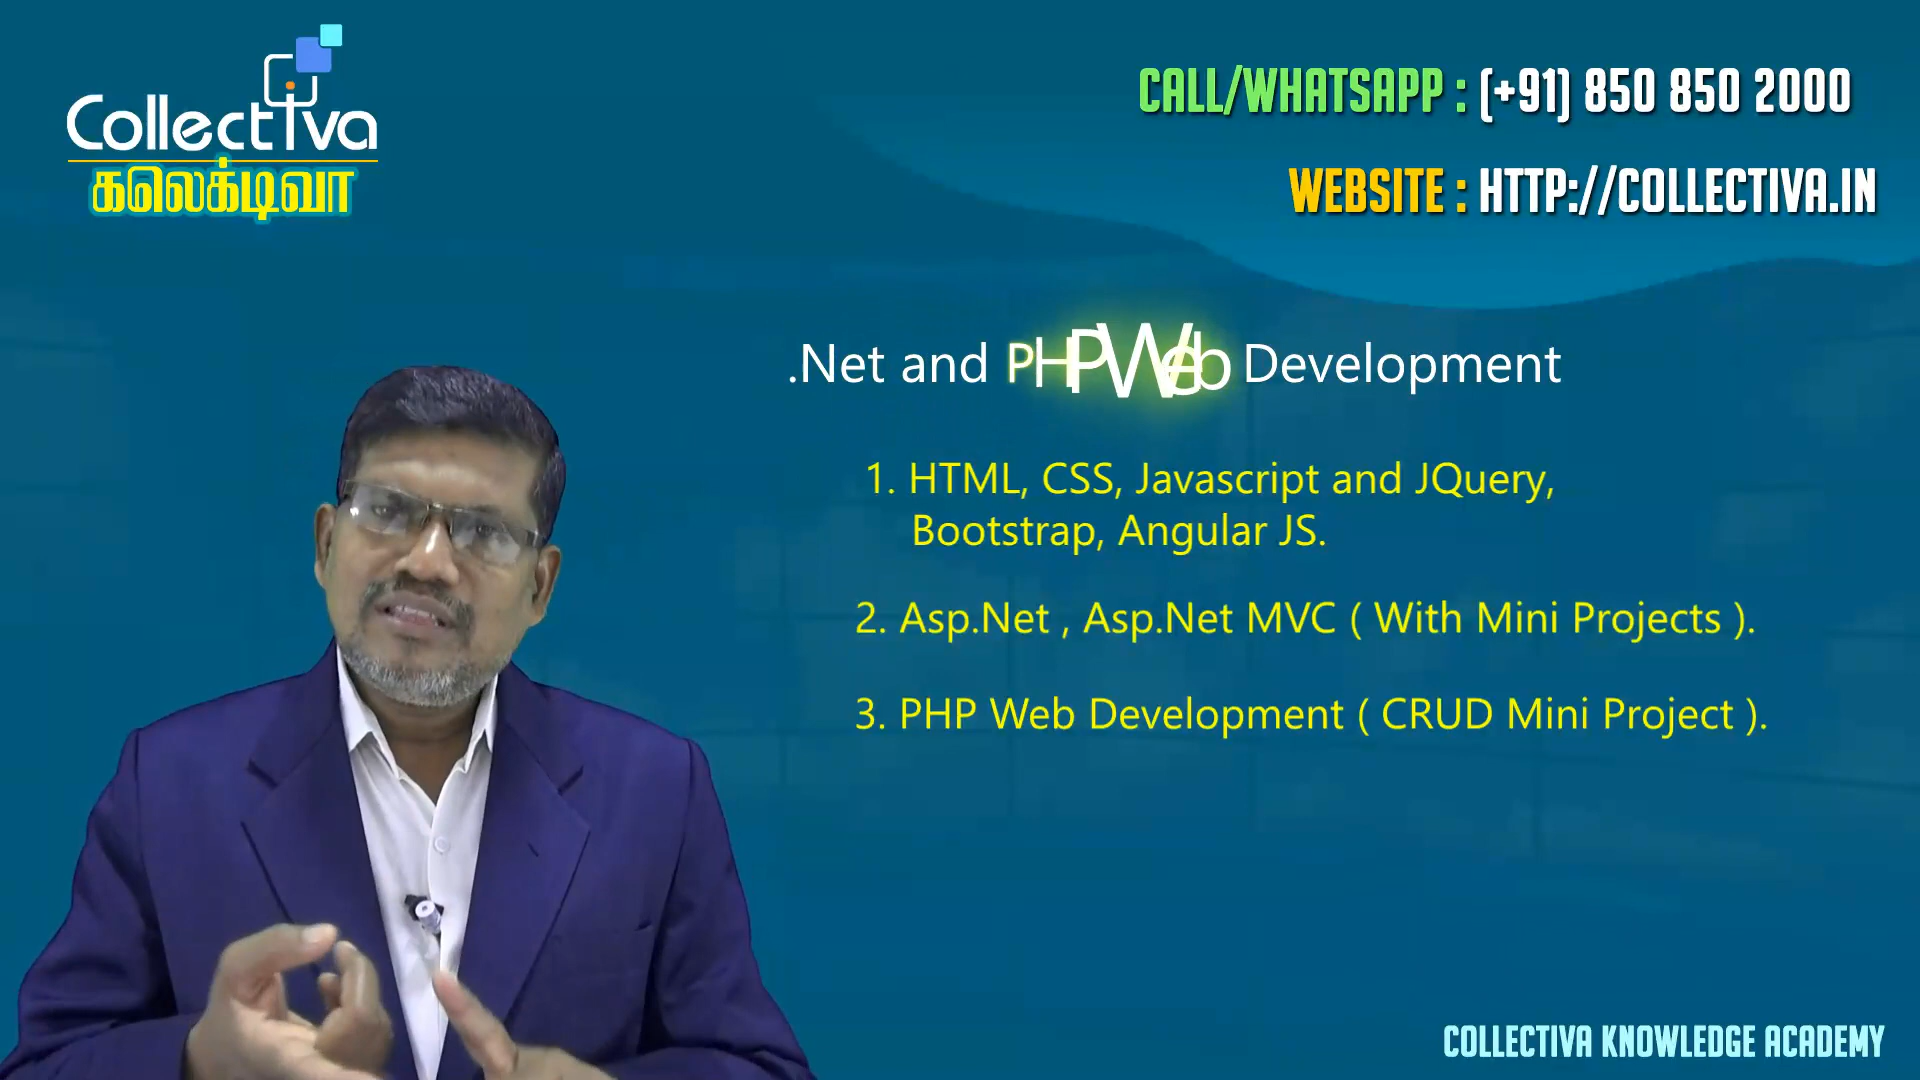 Collectiva
கலெக்டிவா
CALL/WHATSAPP : (+91) 850 850 2000
WEBSITE : HTTP://COLLECTIVA.IN
.Net and PHP Web Development
1. HTML, CSS, Javascript and JQuery,
Bootstrap, Angular JS.
2. Asp.Net , Asp.Net MVC ( With Mini Projects ).
3. PHP Web Development ( CRUD Mini Project ).
COLLECTIVA KNOWLEDGE ACADEMY